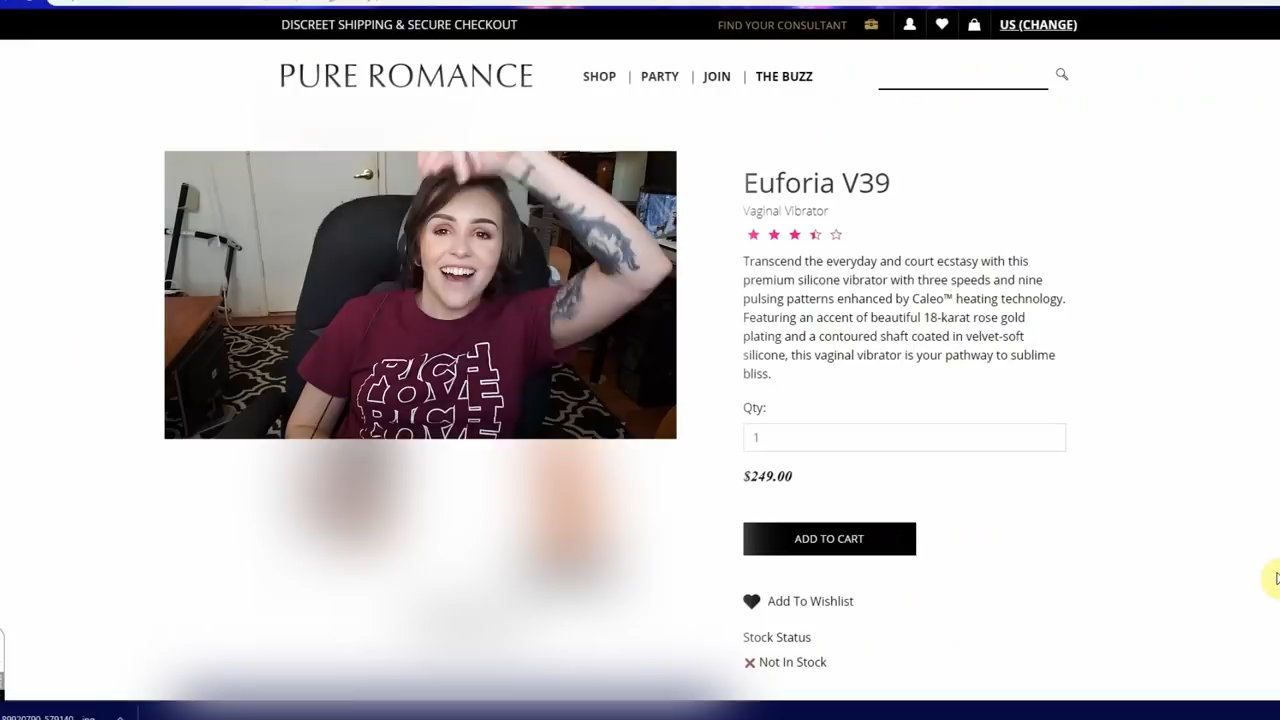 DISCREET SHIPPING & SECURE CHECKOUT
FIND YOUR CONSULTANT
US (CHANGE)
PURE ROMANCE
SHOP | PARTY | JOIN | THE BUZZ
RICH
LOVE
RICH
LOVE
Euforia V39
Vaginal Vibrator
Transcend the everyday and court ecstasy with this
premium silicone vibrator with three speeds and nine
pulsing patterns enhanced by Caleo™ heating technology.
Featuring an accent of beautiful 18-karat rose gold
plating and a contoured shaft coated in velvet-soft
silicone, this vaginal vibrator is your pathway to sublime
bliss.
Qty:
1
$249.00
ADD TO CART
Add To Wishlist
Stock Status
Not In Stock